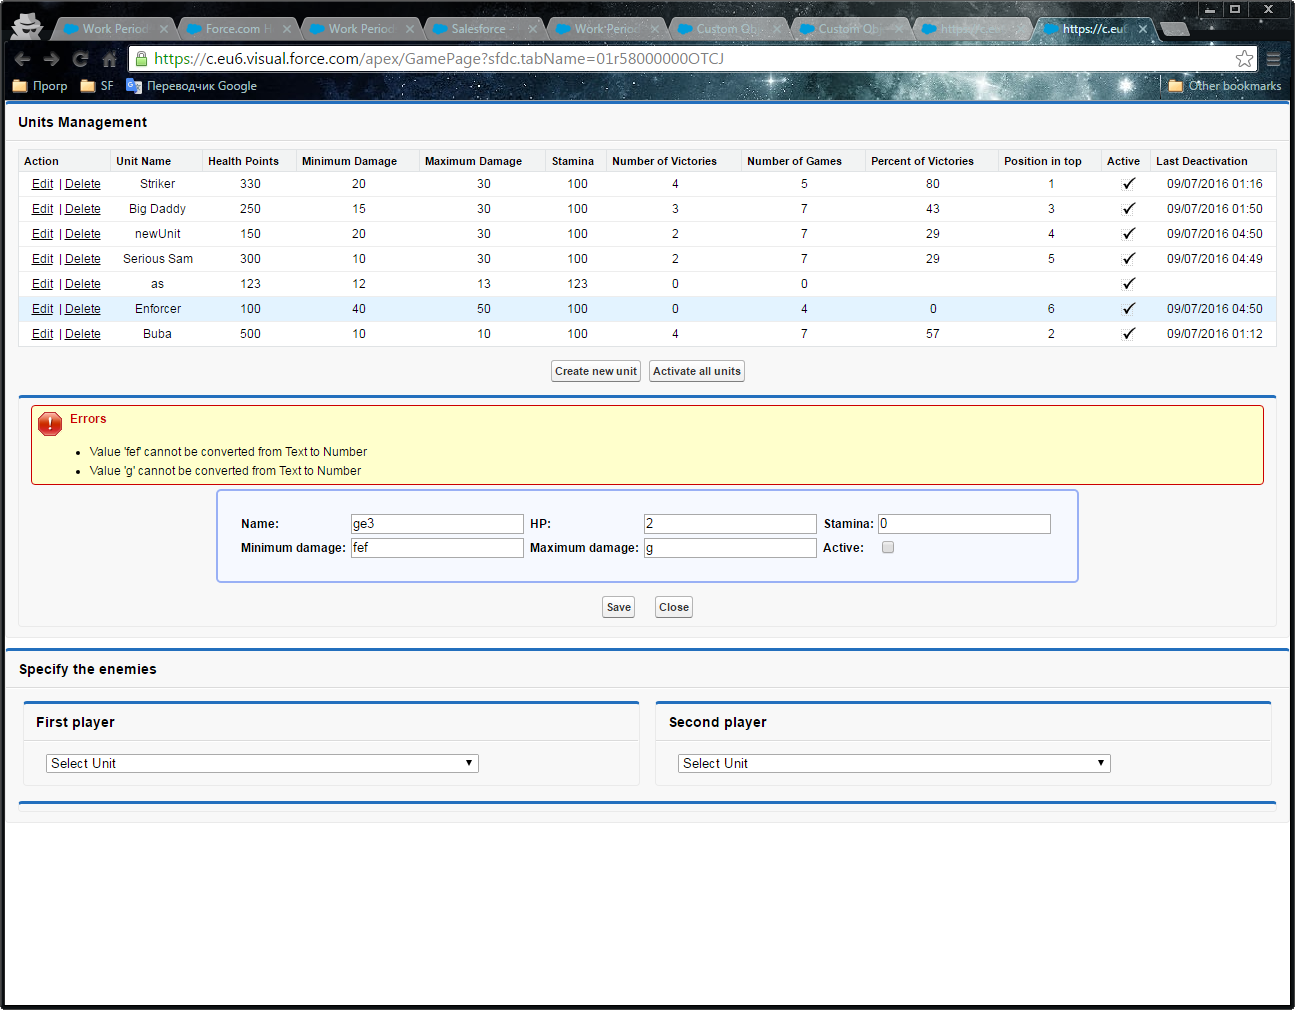 Work Period
Force.com H
Work Period
Salesforce
Work Period
Custom Ob
Custom Ob
https://c.eu
https://c.eu6.visual.force.com/apex/GamePage?sfdc.tabName=01r58000000OTCJ
Прогр SF Переводчик Google Other bookmarks
Units Management
Action Unit Name Health Points Minimum Damage Maximum Damage Stamina Number of Victories Number of Games Percent of Victories Position in top Active Last Deactivation
Edit | Delete Striker 330 20 30 100 4 5 80 1 ✓ 09/07/2016 01:16
Edit | Delete Big Daddy 250 15 30 100 3 7 43 3 ✓ 09/07/2016 01:50
Edit | Delete newUnit 150 20 30 100 2 7 29 4 ✓ 09/07/2016 04:50
Edit | Delete Serious Sam 300 10 30 100 2 7 29 5 ✓ 09/07/2016 04:49
Edit | Delete as 123 12 13 123 0 0 ✓
Edit | Delete Enforcer 100 40 50 100 0 4 0 6 ✓ 09/07/2016 04:50
Edit | Delete Buba 500 10 10 100 4 7 57 2 ✓ 09/07/2016 01:12
Create new unit Activate all units
Errors
• Value 'fef' cannot be converted from Text to Number
• Value 'g' cannot be converted from Text to Number
Name: ge3 HP: 2 Stamina: 0
Minimum damage: fef Maximum damage: g Active:
Save Close
Specify the enemies
First player Second player
Select Unit Select Unit